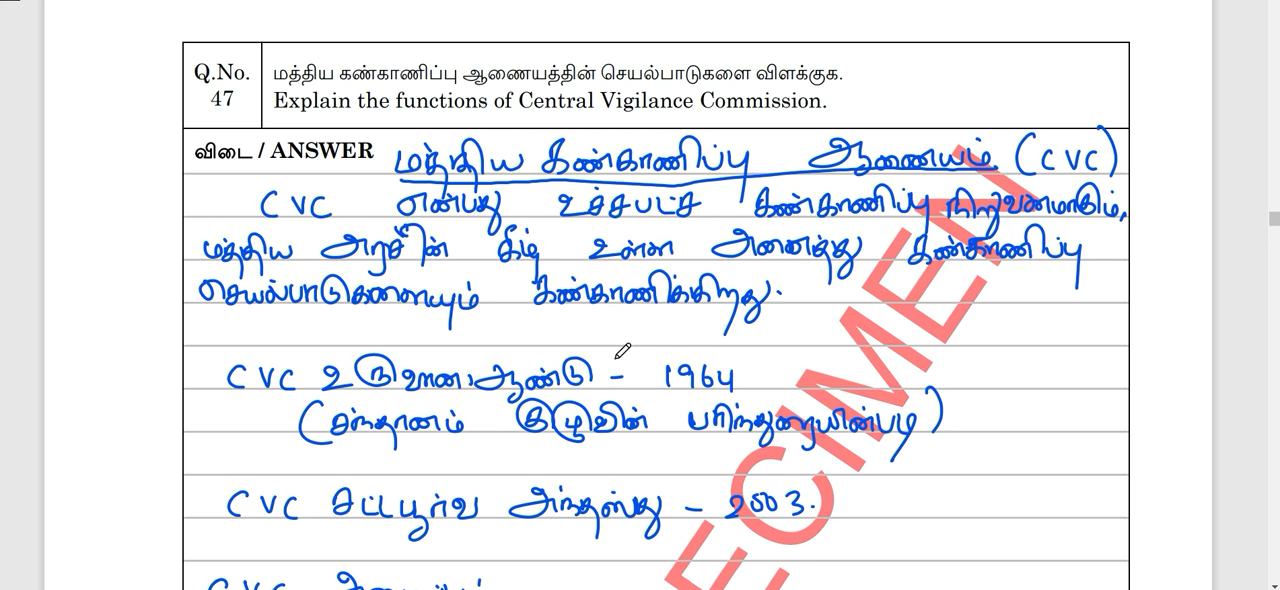 Q.No. 47
மத்திய கண்காணிப்பு ஆணையத்தின் செயல்பாடுகளை விளக்குக.
Explain the functions of Central Vigilance Commission.
விடை / ANSWER
மத்திய கண்காணிப்பு ஆணையம் (CVC)
CVC என்பது உச்சபட்ச கண்காணிப்பு நிறுவனமாகும்,
மத்திய அரசின் கீழ் உள்ள அனைத்து கண்காணிப்பு
செயல்பாடுகளையும் கண்காணிக்கிறது.
CVC உருவான ஆண்டு - 1964
(சந்தானம் குழுவின் பரிந்துரையின்படி)
CVC சட்டபூர்வ அந்தஸ்து - 2003.
CVC
ECIMEN